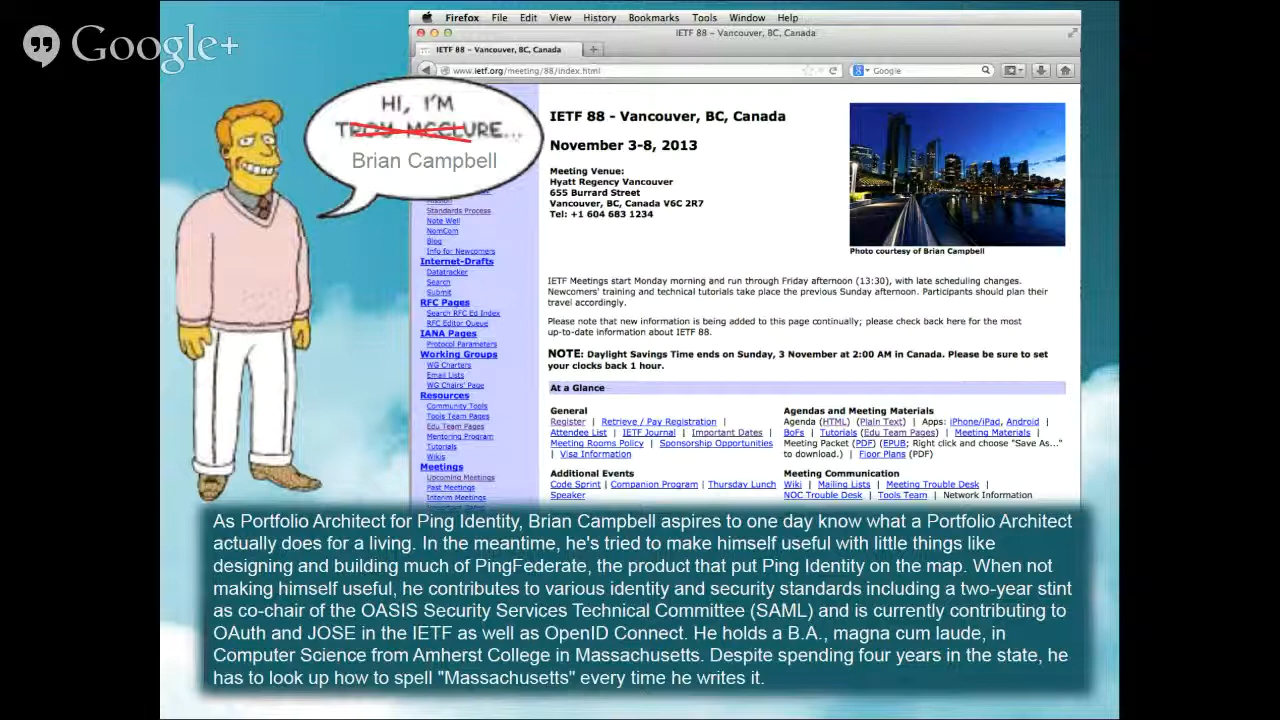 Google+
Firefox File Edit View History Bookmarks Tools Window Help
IETF 88 – Vancouver, BC, Canada
IETF 88 – Vancouver, BC, Canada
www.ietf.org/meeting/88/index.html
Google
HI, I'M
TROY MCCLURE...
Brian Campbell
Standards Process
Note Well
NomCom
Blog
Info for Newcomers
Internet-Drafts
Datatracker
Search
Submit
RFC Pages
Search RFC Ed Index
RFC Editor Queue
IANA Pages
Protocol Parameters
Working Groups
WG Charters
Email Lists
WG Chairs' Page
Resources
Community Tools
Tools Team Pages
Edu Team Pages
Mentoring Program
Tutorials
Wikis
Meetings
Upcoming Meetings
Past Meetings
Interim Meetings
IETF 88 - Vancouver, BC, Canada
November 3-8, 2013
Meeting Venue:
Hyatt Regency Vancouver
655 Burrard Street
Vancouver, BC, Canada V6C 2R7
Tel: +1 604 683 1234
Photo courtesy of Brian Campbell
IETF Meetings start Monday morning and run through Friday afternoon (13:30), with late scheduling changes.
Newcomers' training and technical tutorials take place the previous Sunday afternoon. Participants should plan their
travel accordingly.
Please note that new information is being added to this page continually; please check back here for the most
up-to-date information about IETF 88.
NOTE: Daylight Savings Time ends on Sunday, 3 November at 2:00 AM in Canada. Please be sure to set
your clocks back 1 hour.
At a Glance
General
Register | Retrieve / Pay Registration |
Attendee List | IETF Journal | Important Dates |
Meeting Rooms Policy | Sponsorship Opportunities
| Visa Information
Additional Events
Code Sprint | Companion Program | Thursday Lunch
Speaker
Agendas and Meeting Materials
Agenda (HTML) (Plain Text) | Apps: iPhone/iPad, Android |
BoFs | Tutorials (Edu Team Pages) | Meeting Materials |
Meeting Packet (PDF) (EPUB; Right click and choose "Save As..."
to download.) | Floor Plans (PDF)
Meeting Communication
Wiki | Mailing Lists | Meeting Trouble Desk |
NOC Trouble Desk | Tools Team | Network Information
As Portfolio Architect for Ping Identity, Brian Campbell aspires to one day know what a Portfolio Architect
actually does for a living. In the meantime, he's tried to make himself useful with little things like
designing and building much of PingFederate, the product that put Ping Identity on the map. When not
making himself useful, he contributes to various identity and security standards including a two-year stint
as co-chair of the OASIS Security Services Technical Committee (SAML) and is currently contributing to
OAuth and JOSE in the IETF as well as OpenID Connect. He holds a B.A., magna cum laude, in
Computer Science from Amherst College in Massachusetts. Despite spending four years in the state, he
has to look up how to spell "Massachusetts" every time he writes it.